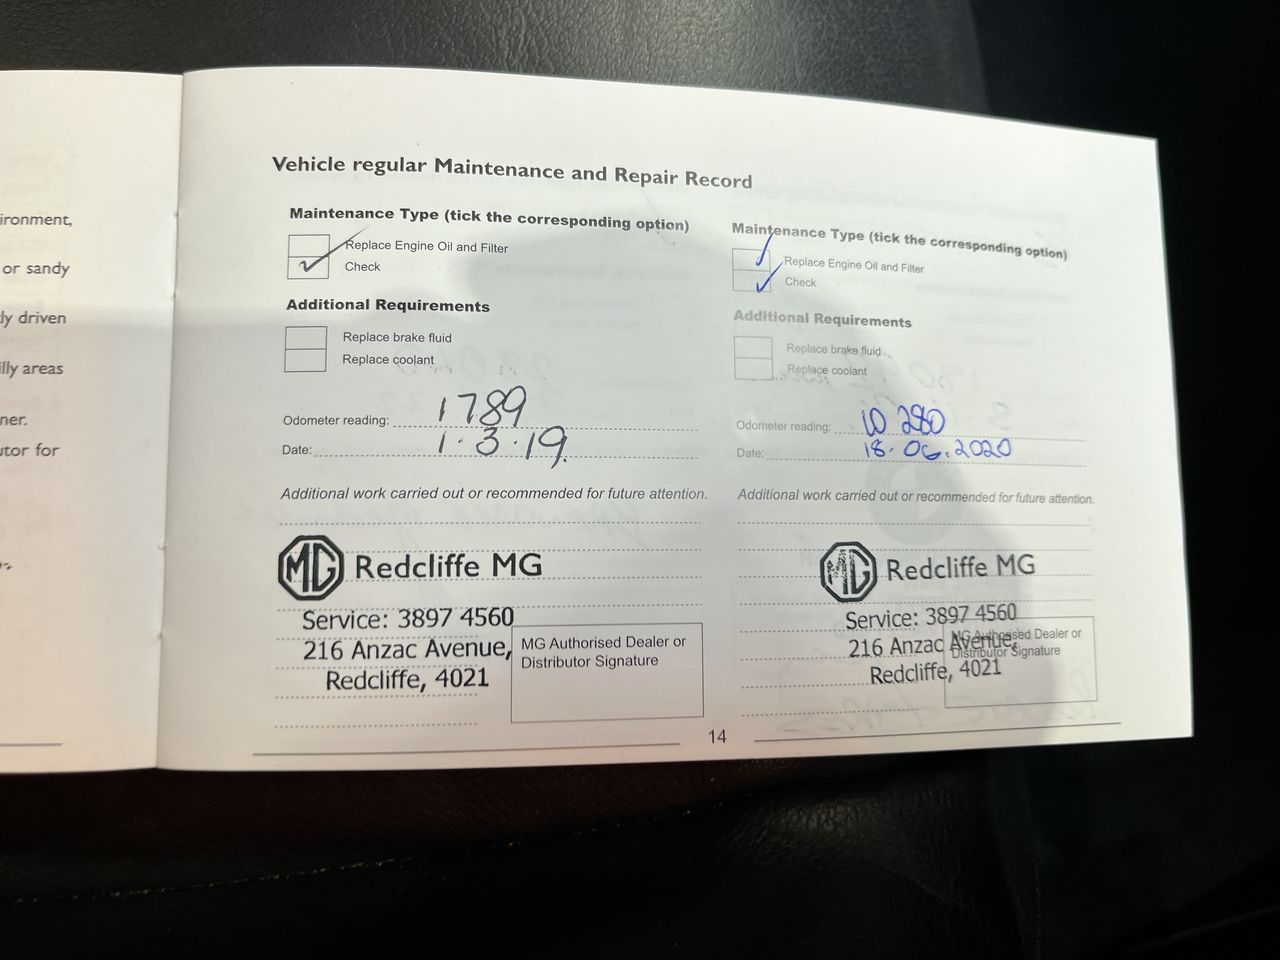 ironment,
or sandy
ly driven
illy areas
ner.
utor for
Vehicle regular Maintenance and Repair Record
Maintenance Type (tick the corresponding option)
Replace Engine Oil and Filter
Check
Additional Requirements
Replace brake fluid
Replace coolant
Odometer reading: 1789
Date: 1.3.19.
Additional work carried out or recommended for future attention.
MG Redcliffe MG
Service: 3897 4560
216 Anzac Avenue,
Redcliffe, 4021
MG Authorised Dealer or
Distributor Signature
Maintenance Type (tick the corresponding option)
Replace Engine Oil and Filter
Check
Additional Requirements
Replace brake fluid
Replace coolant
Odometer reading: 10 280
Date: 18.06.2020
Additional work carried out or recommended for future attention.
MG Redcliffe MG
Service: 3897 4560
216 Anzac Avenue,
Redcliffe, 4021
MG Authorised Dealer or
Distributor Signature
14